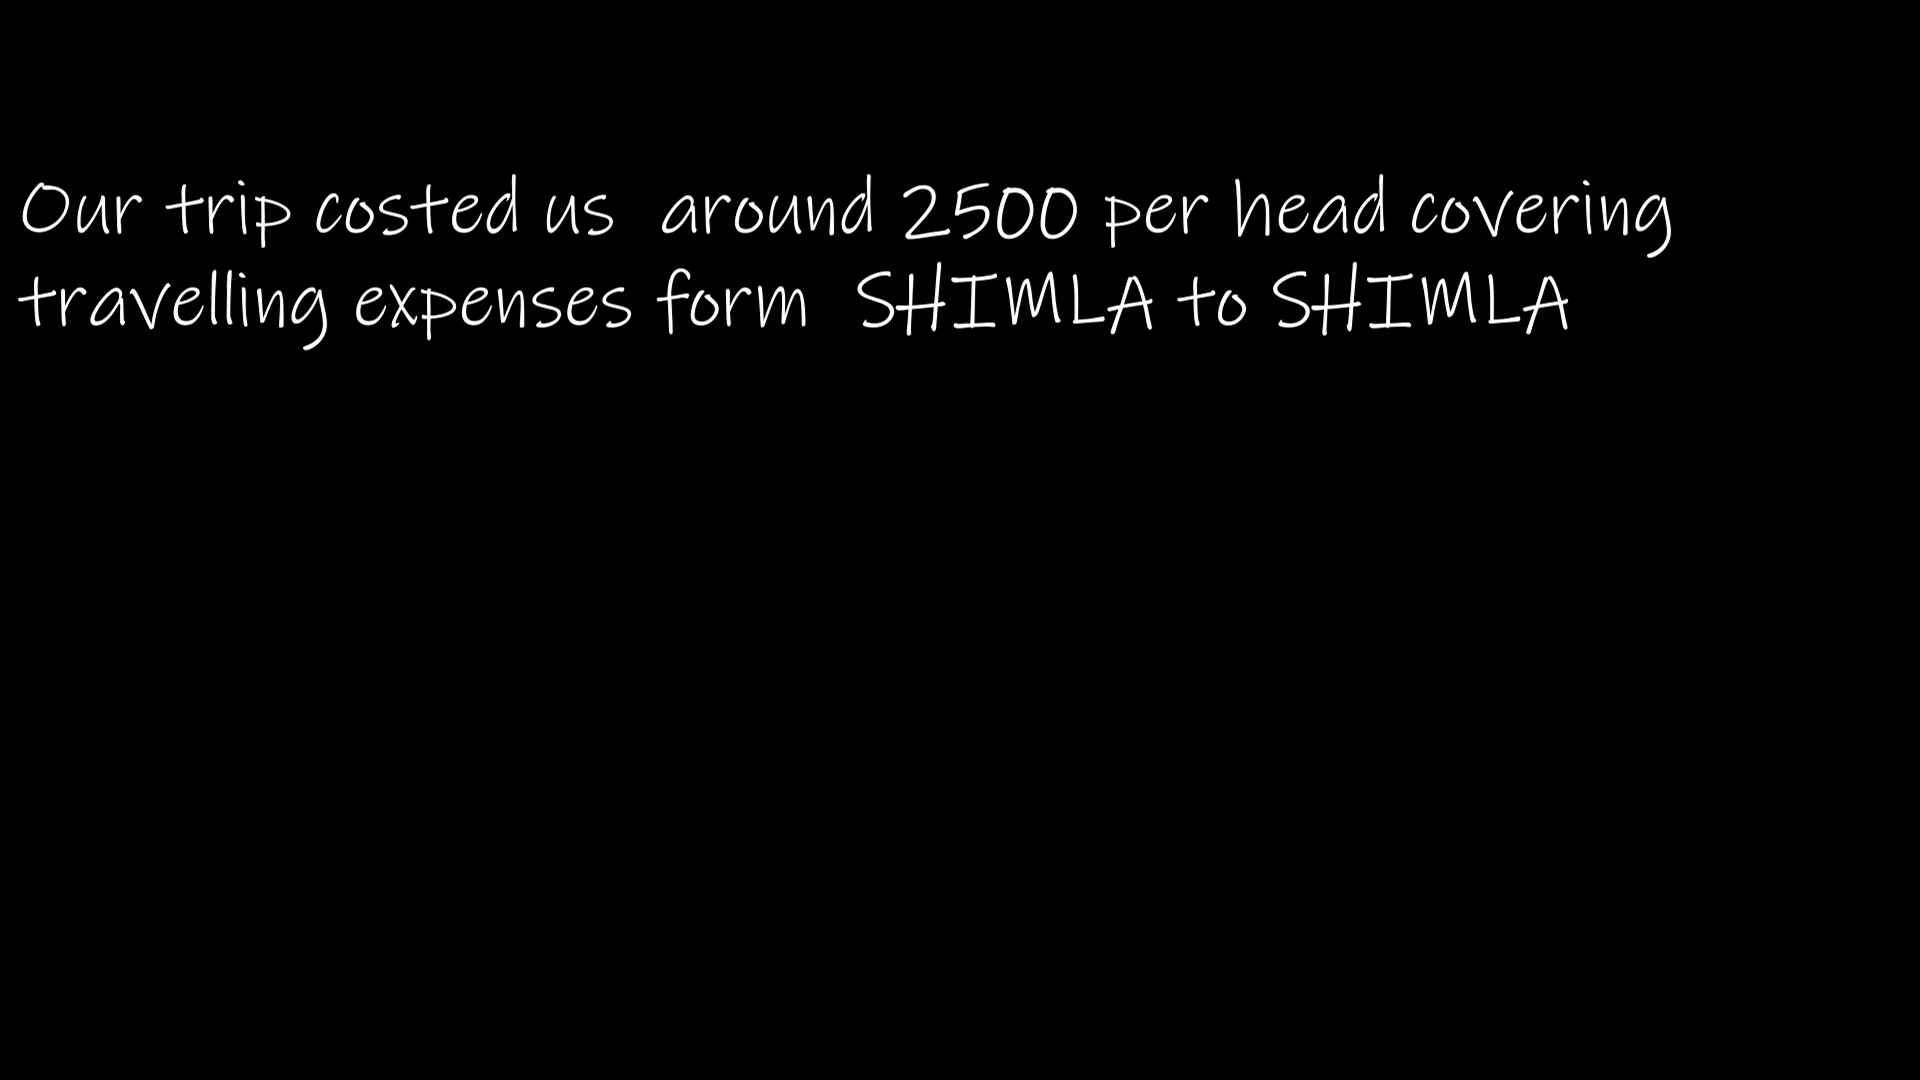 Our trip costed us  around 2500 per head covering
travelling expenses form  SHIMLA to SHIMLA